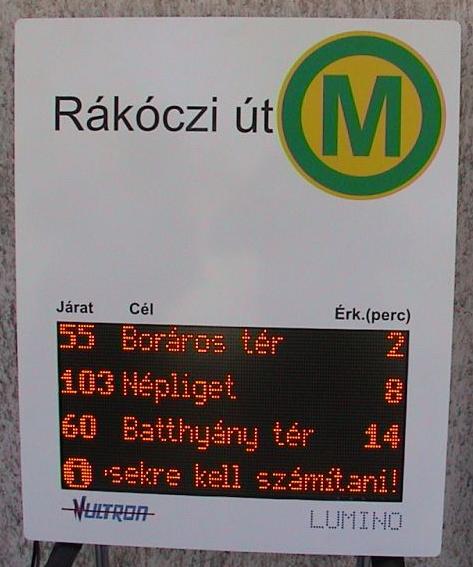 Rákóczi út M
Járat Cél Érk.(perc)
55 Boráros tér 2
103 Népliget 8
60 Batthyány tér 14
i sekre kell számítani!
VULTRON LUMINO